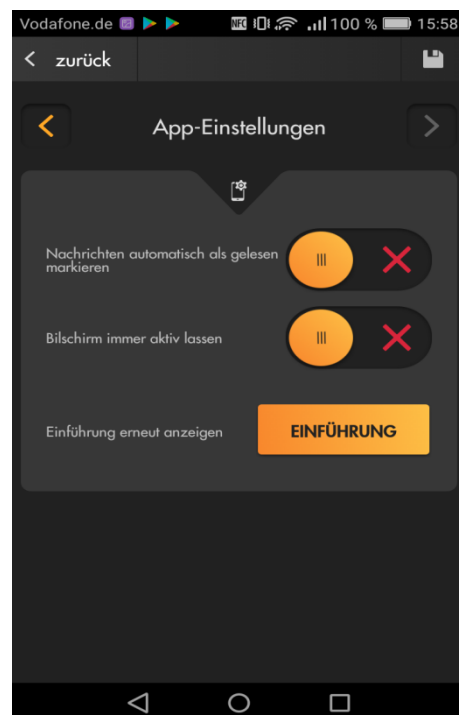 Vodafone.de NFC 100 % 15:58
zurück
App-Einstellungen
Nachrichten automatisch als gelesen
markieren
Bilschirm immer aktiv lassen
Einführung erneut anzeigen
EINFÜHRUNG